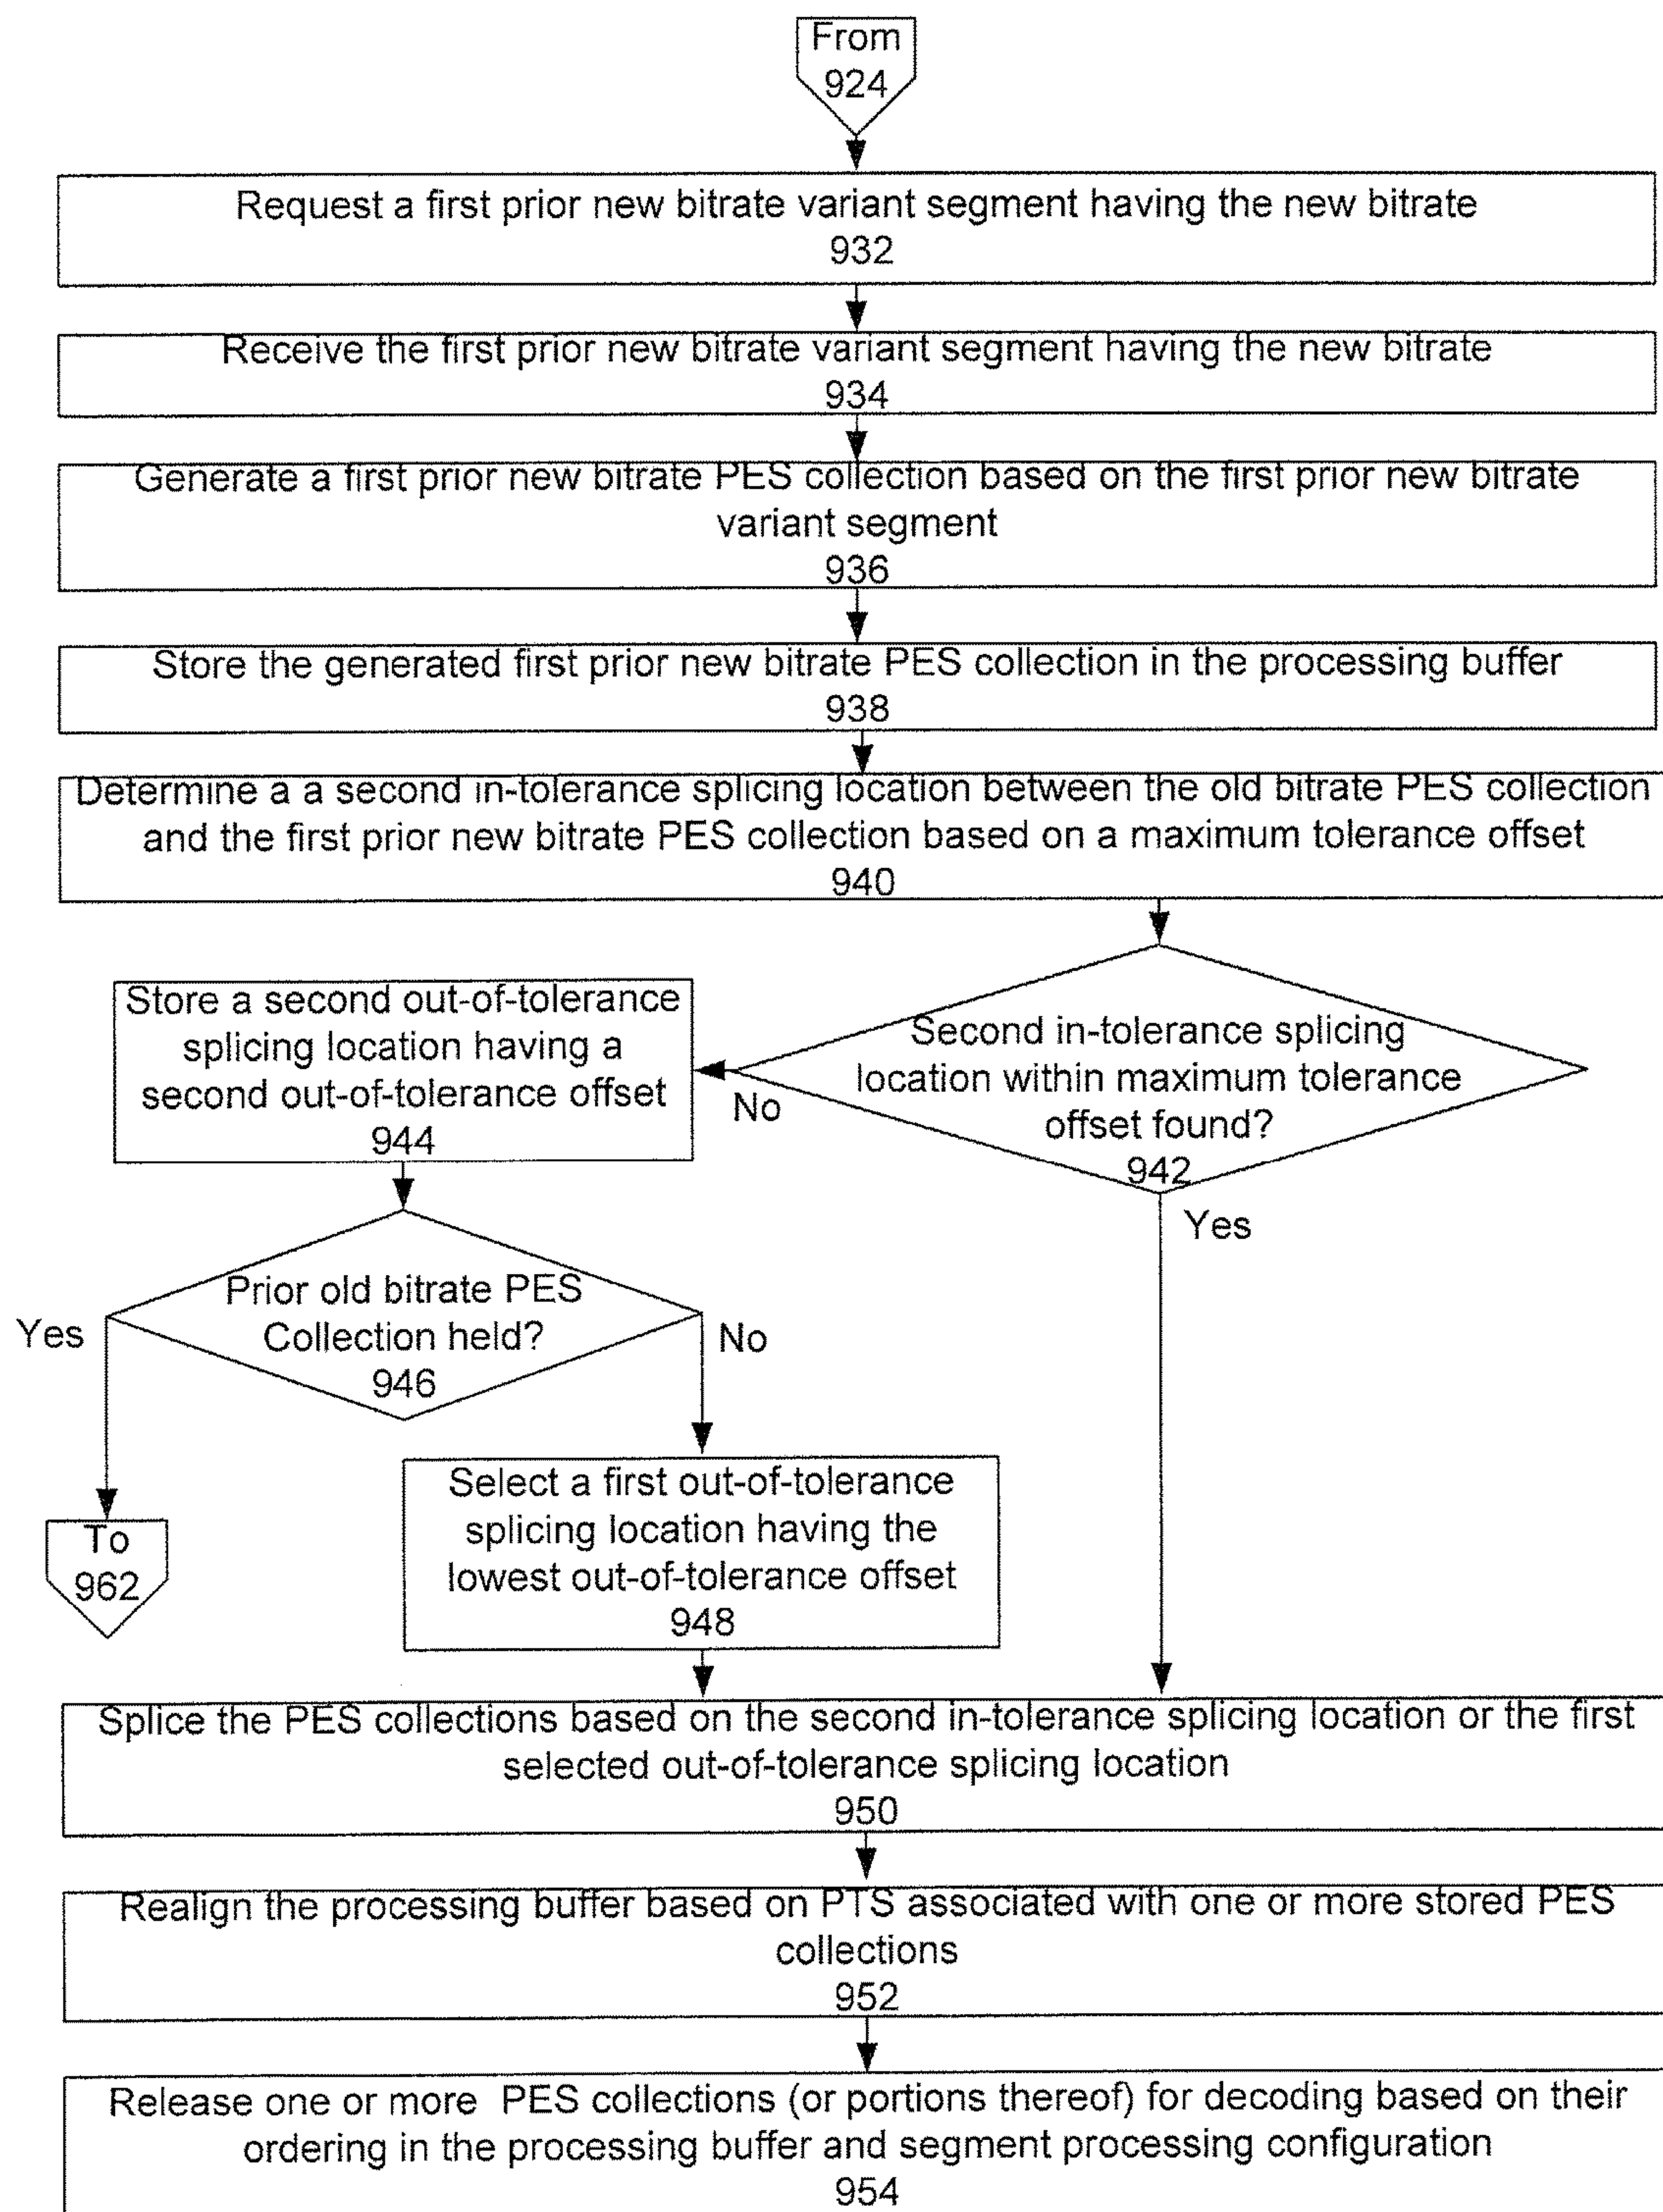 From
924
Request a first prior new bitrate variant segment having the new bitrate
932
Receive the first prior new bitrate variant segment having the new bitrate
934
Generate a first prior new bitrate PES collection based on the first prior new bitrate
variant segment
936
Store the generated first prior new bitrate PES collection in the processing buffer
938
Determine a a second in-tolerance splicing location between the old bitrate PES collection
and the first prior new bitrate PES collection based on a maximum tolerance offset
940
Second in-tolerance splicing
location within maximum tolerance
offset found?
942
No
Yes
Store a second out-of-tolerance
splicing location having a
second out-of-tolerance offset
944
Prior old bitrate PES
Collection held?
946
Yes
No
To
962
Select a first out-of-tolerance
splicing location having the
lowest out-of-tolerance offset
948
Splice the PES collections based on the second in-tolerance splicing location or the first
selected out-of-tolerance splicing location
950
Realign the processing buffer based on PTS associated with one or more stored PES
collections
952
Release one or more PES collections (or portions thereof) for decoding based on their
ordering in the processing buffer and segment processing configuration
954